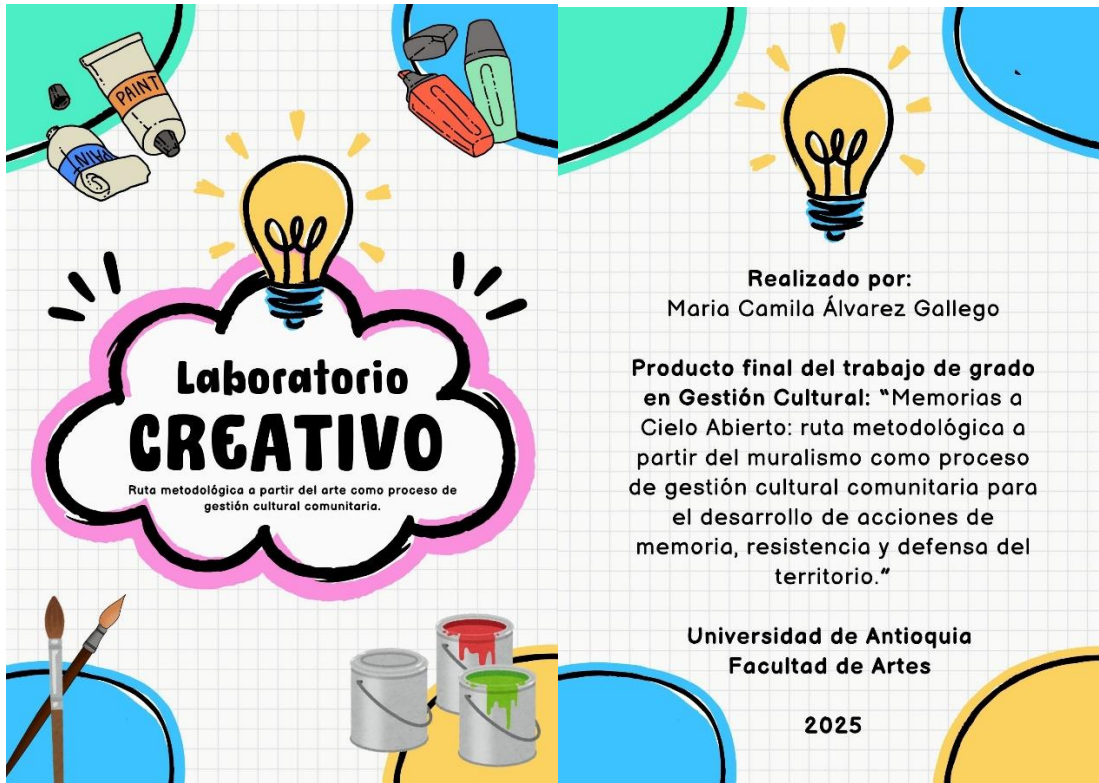 PAINT
PAINT
Laboratorio
CREATIVO
Ruta metodológica a partir del arte como proceso de
gestión cultural comunitaria.
Realizado por:
Maria Camila Álvarez Gallego
Producto final del trabajo de grado
en Gestión Cultural: “Memorias a
Cielo Abierto: ruta metodológica a
partir del muralismo como proceso
de gestión cultural comunitaria para
el desarrollo de acciones de
memoria, resistencia y defensa del
territorio.”
Universidad de Antioquia
Facultad de Artes
2025